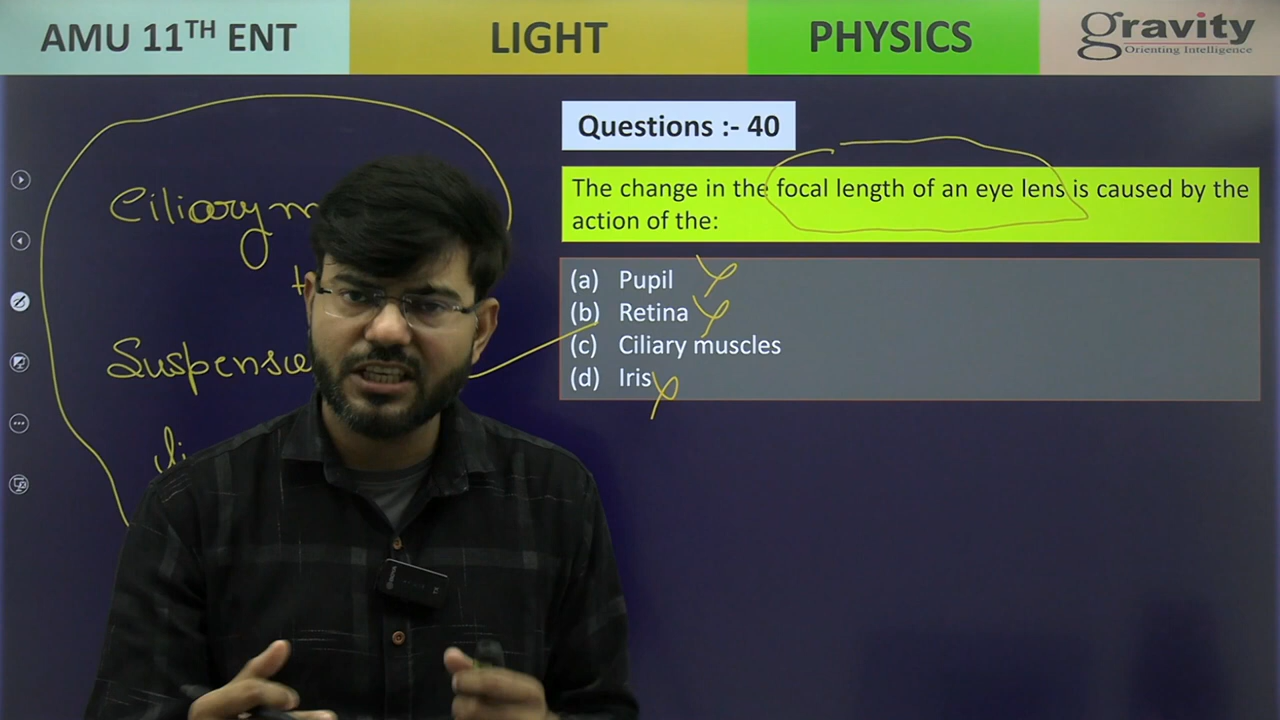 AMU 11TH ENT
LIGHT
PHYSICS
gravity
Orienting Intelligence
Questions :- 40
The change in the focal length of an eye lens is caused by the
action of the:
(a) Pupil
(b) Retina
(c) Ciliary muscles
(d) Iris
Ciliary